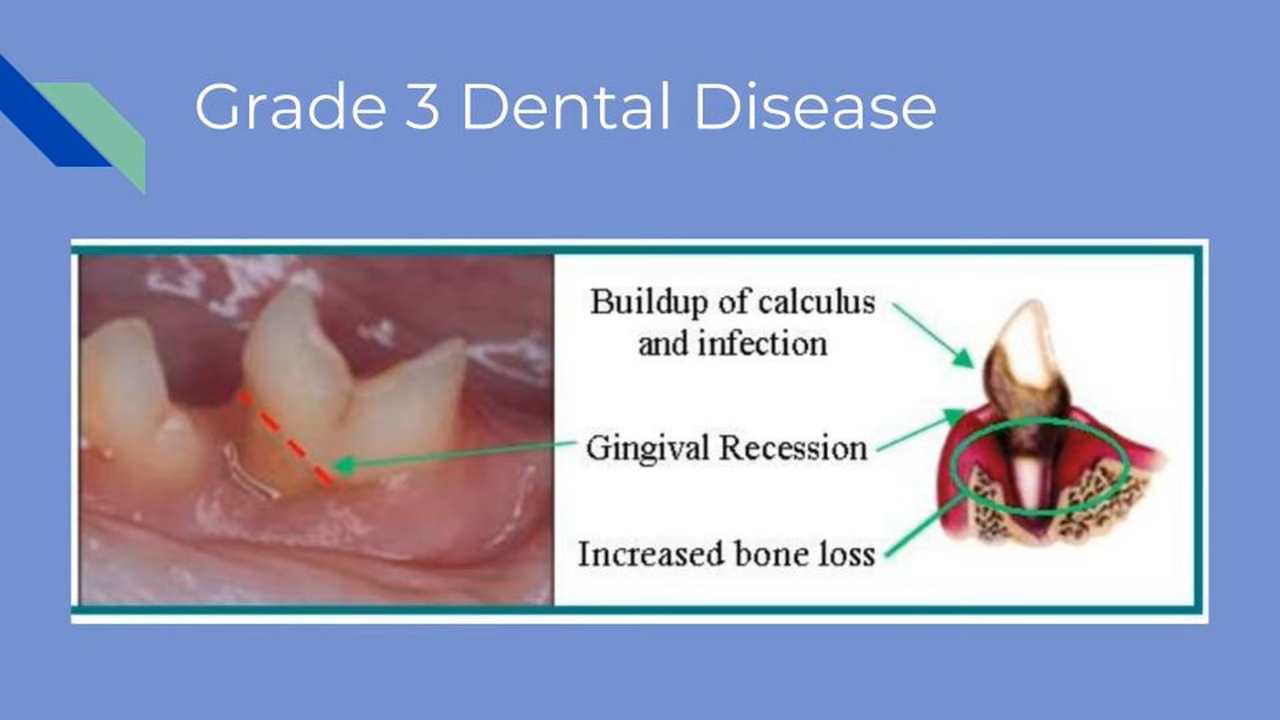 Grade 3 Dental Disease
Buildup of calculus
and infection
Gingival Recession
Increased bone loss